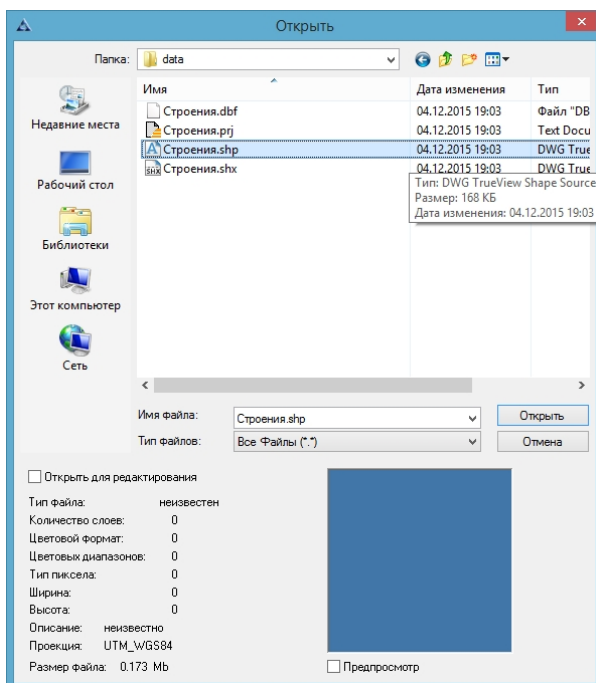 Открыть
Папка: data
Имя Дата изменения Тип
Строения.dbf 04.12.2015 19:03 Файл "DB
Строения.prj 04.12.2015 19:03 Text Docu
Строения.shp 04.12.2015 19:03 DWG True
SHX Строения.shx 04.12.2015 19:03 DWG True
Тип: DWG TrueView Shape Source
Размер: 168 КБ
Дата изменения: 04.12.2015 19:03
Недавние места
Рабочий стол
Библиотеки
Этот компьютер
Сеть
Имя файла: Строения.shp Открыть
Тип файлов: Все Файлы (*.*) Отмена
Открыть для редактирования
Тип файла: неизвестен
Количество слоев: 0
Цветовой формат: 0
Цветовых диапазонов: 0
Тип пиксела: 0
Ширина: 0
Высота: 0
Описание: неизвестно
Проекция: UTM_WGS84
Размер файла: 0.173 Mb
Предпросмотр